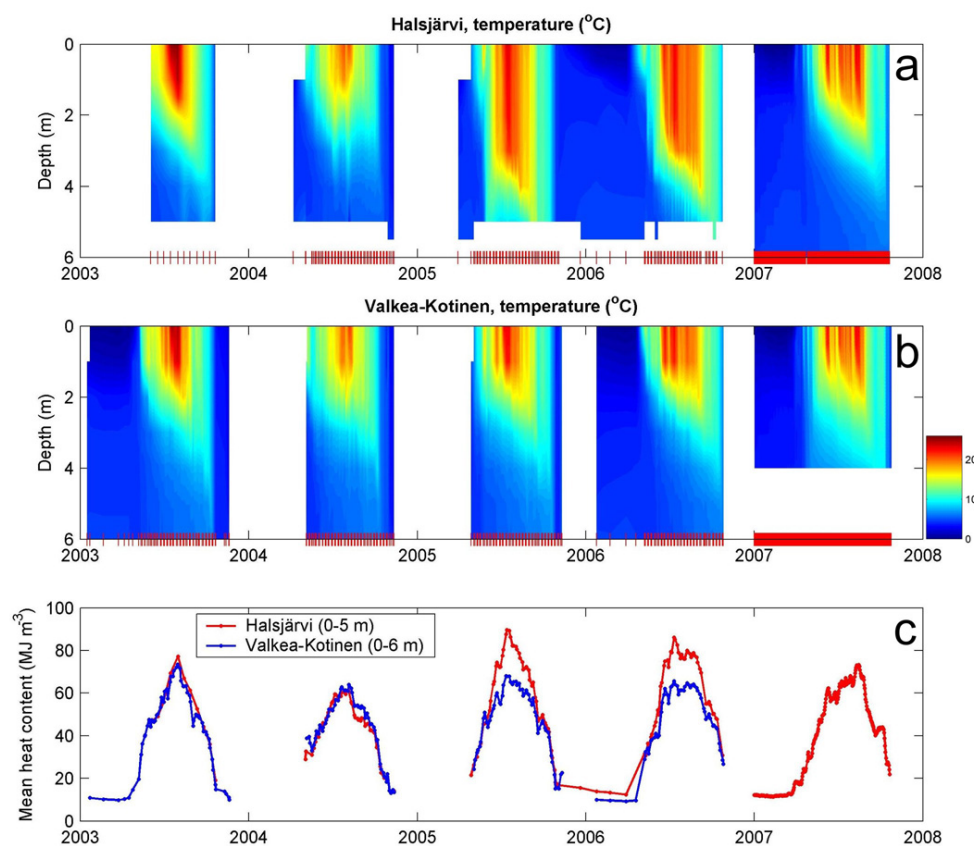 Halsjärvi, temperature (°C)
a
0
2
4
6
Depth (m)
2003 2004 2005 2006 2007 2008
Valkea-Kotinen, temperature (°C)
b
0
2
4
6
Depth (m)
2003 2004 2005 2006 2007 2008
20
10
0
c
Halsjärvi (0-5 m)
Valkea-Kotinen (0-6 m)
100
80
60
40
20
0
Mean heat content (MJ m⁻³)
2003 2004 2005 2006 2007 2008